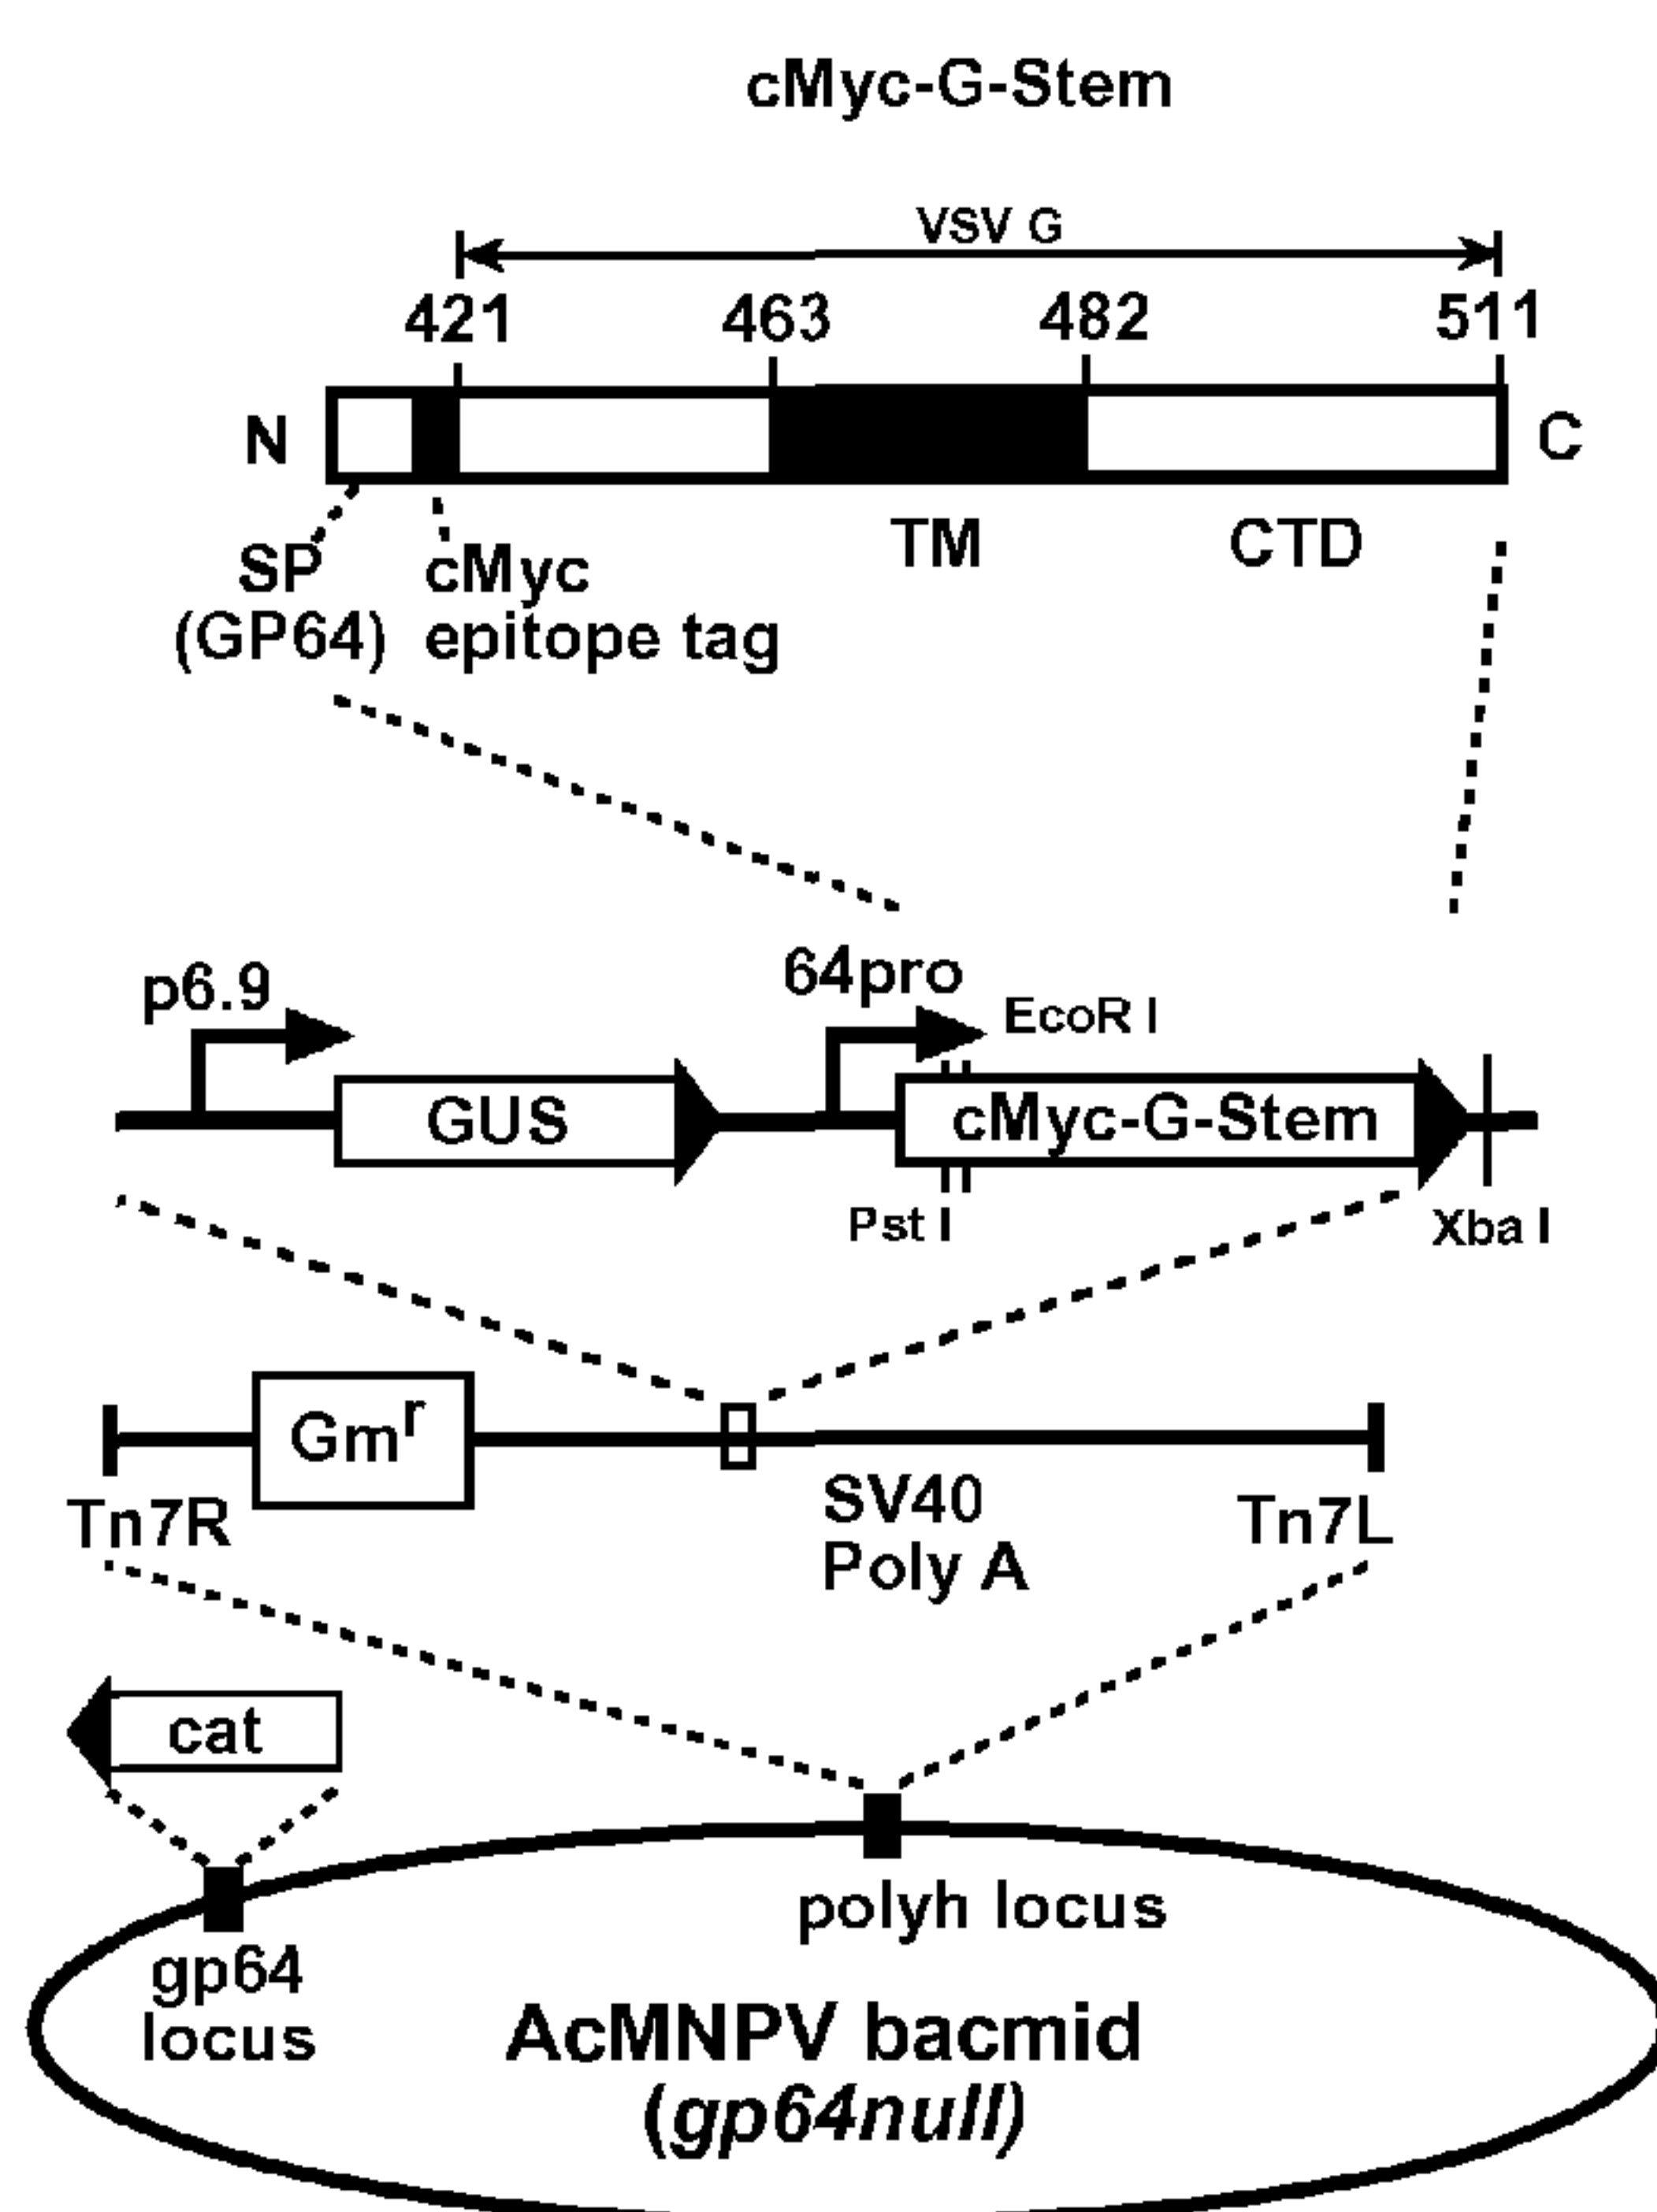 cMyc-G-Stem
VSV G
421 463 482 511
N C
TM CTD
SP cMyc
(GP64) epitope tag
p6.9 64pro
EcoR I
GUS cMyc-G-Stem
Pst I Xba I
Gmr
Tn7R SV40 Tn7L
Poly A
cat
polyh locus
gp64
locus
AcMNPV bacmid
(gp64null)